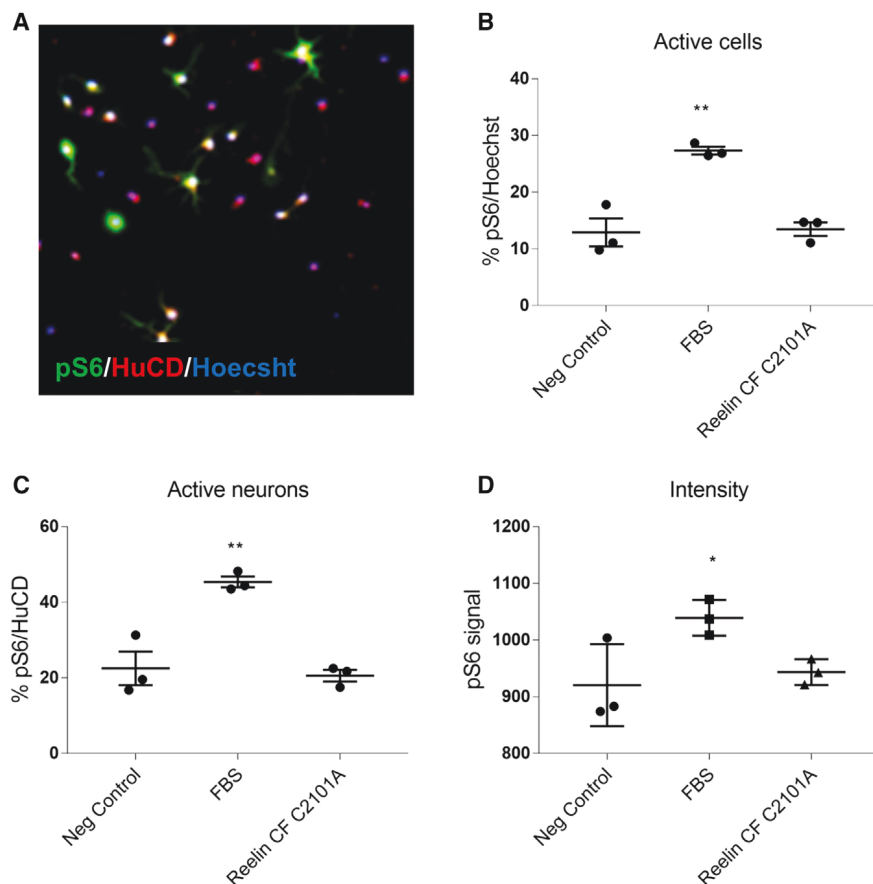 A
pS6/HuCD/Hoecsht
B
Active cells
% pS6/Hoechst
40
30
20
10
0
**
Neg Control
FBS
Reelin CF C2101A
C
Active neurons
% pS6/HuCD
60
40
20
0
**
Neg Control
FBS
Reelin CF C2101A
D
Intensity
pS6 signal
1200
1100
1000
900
800
*
Neg Control
FBS
Reelin CF C2101A